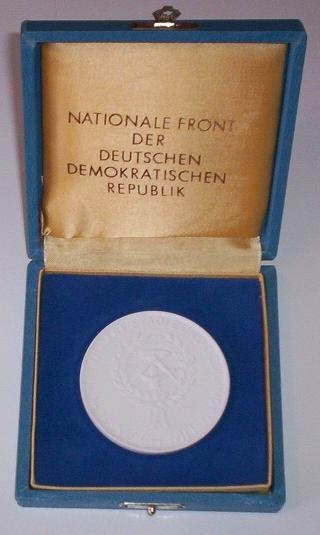 NATIONALE FRONT
DER
DEUTSCHEN
DEMOKRATISCHEN
REPUBLIK